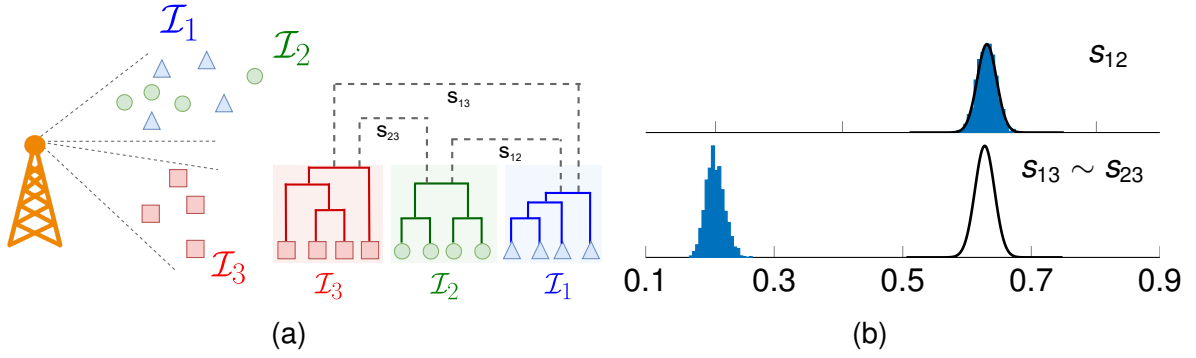 𝓘₁
𝓘₂
𝓘₃
s₁₃
s₂₃
s₁₂
𝓘₃
𝓘₂
𝓘₁
(a)
s₁₂
s₁₃ ∼ s₂₃
0.1 0.3 0.5 0.7 0.9
(b)